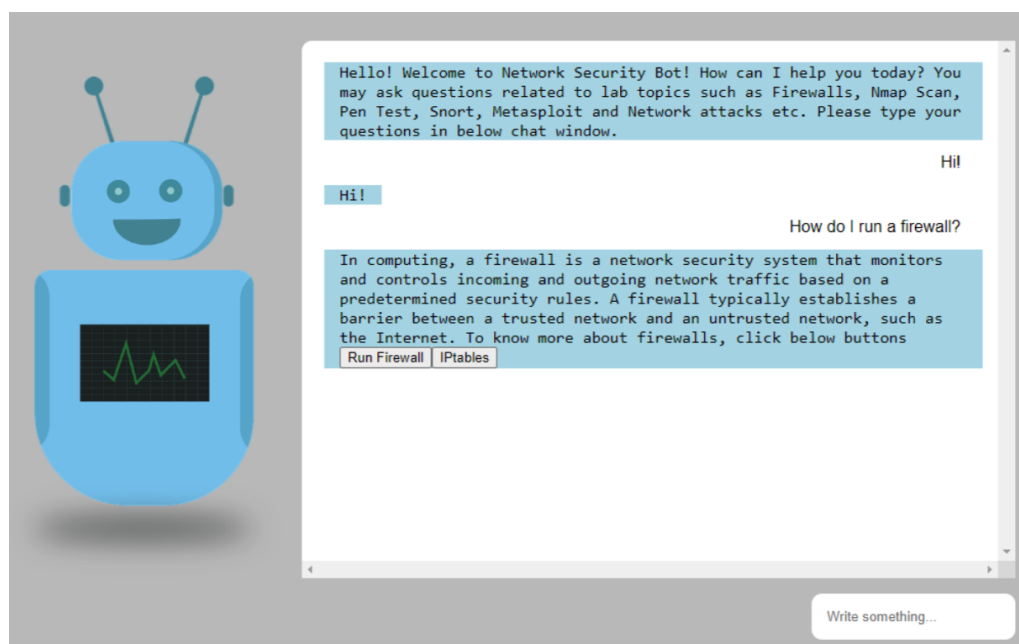 Hello! Welcome to Network Security Bot! How can I help you today? You
may ask questions related to lab topics such as Firewalls, Nmap Scan,
Pen Test, Snort, Metasploit and Network attacks etc. Please type your
questions in below chat window.
Hi!
Hi!
How do I run a firewall?
In computing, a firewall is a network security system that monitors
and controls incoming and outgoing network traffic based on a
predetermined security rules. A firewall typically establishes a
barrier between a trusted network and an untrusted network, such as
the Internet. To know more about firewalls, click below buttons
Run Firewall IPtables
Write something...